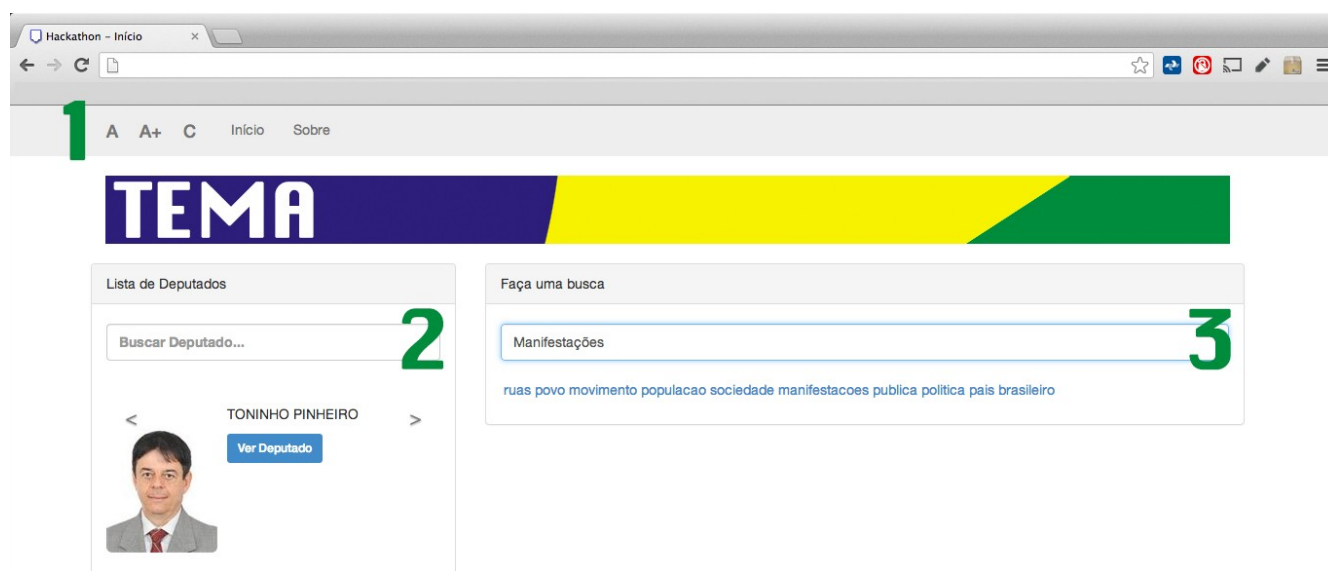 Hackathon – Início
1
A A+ C Início Sobre
TEMA
Lista de Deputados
2
Buscar Deputado...
< TONINHO PINHEIRO >
Ver Deputado
Faça uma busca
3
Manifestações
ruas povo movimento populacao sociedade manifestacoes publica politica pais brasileiro